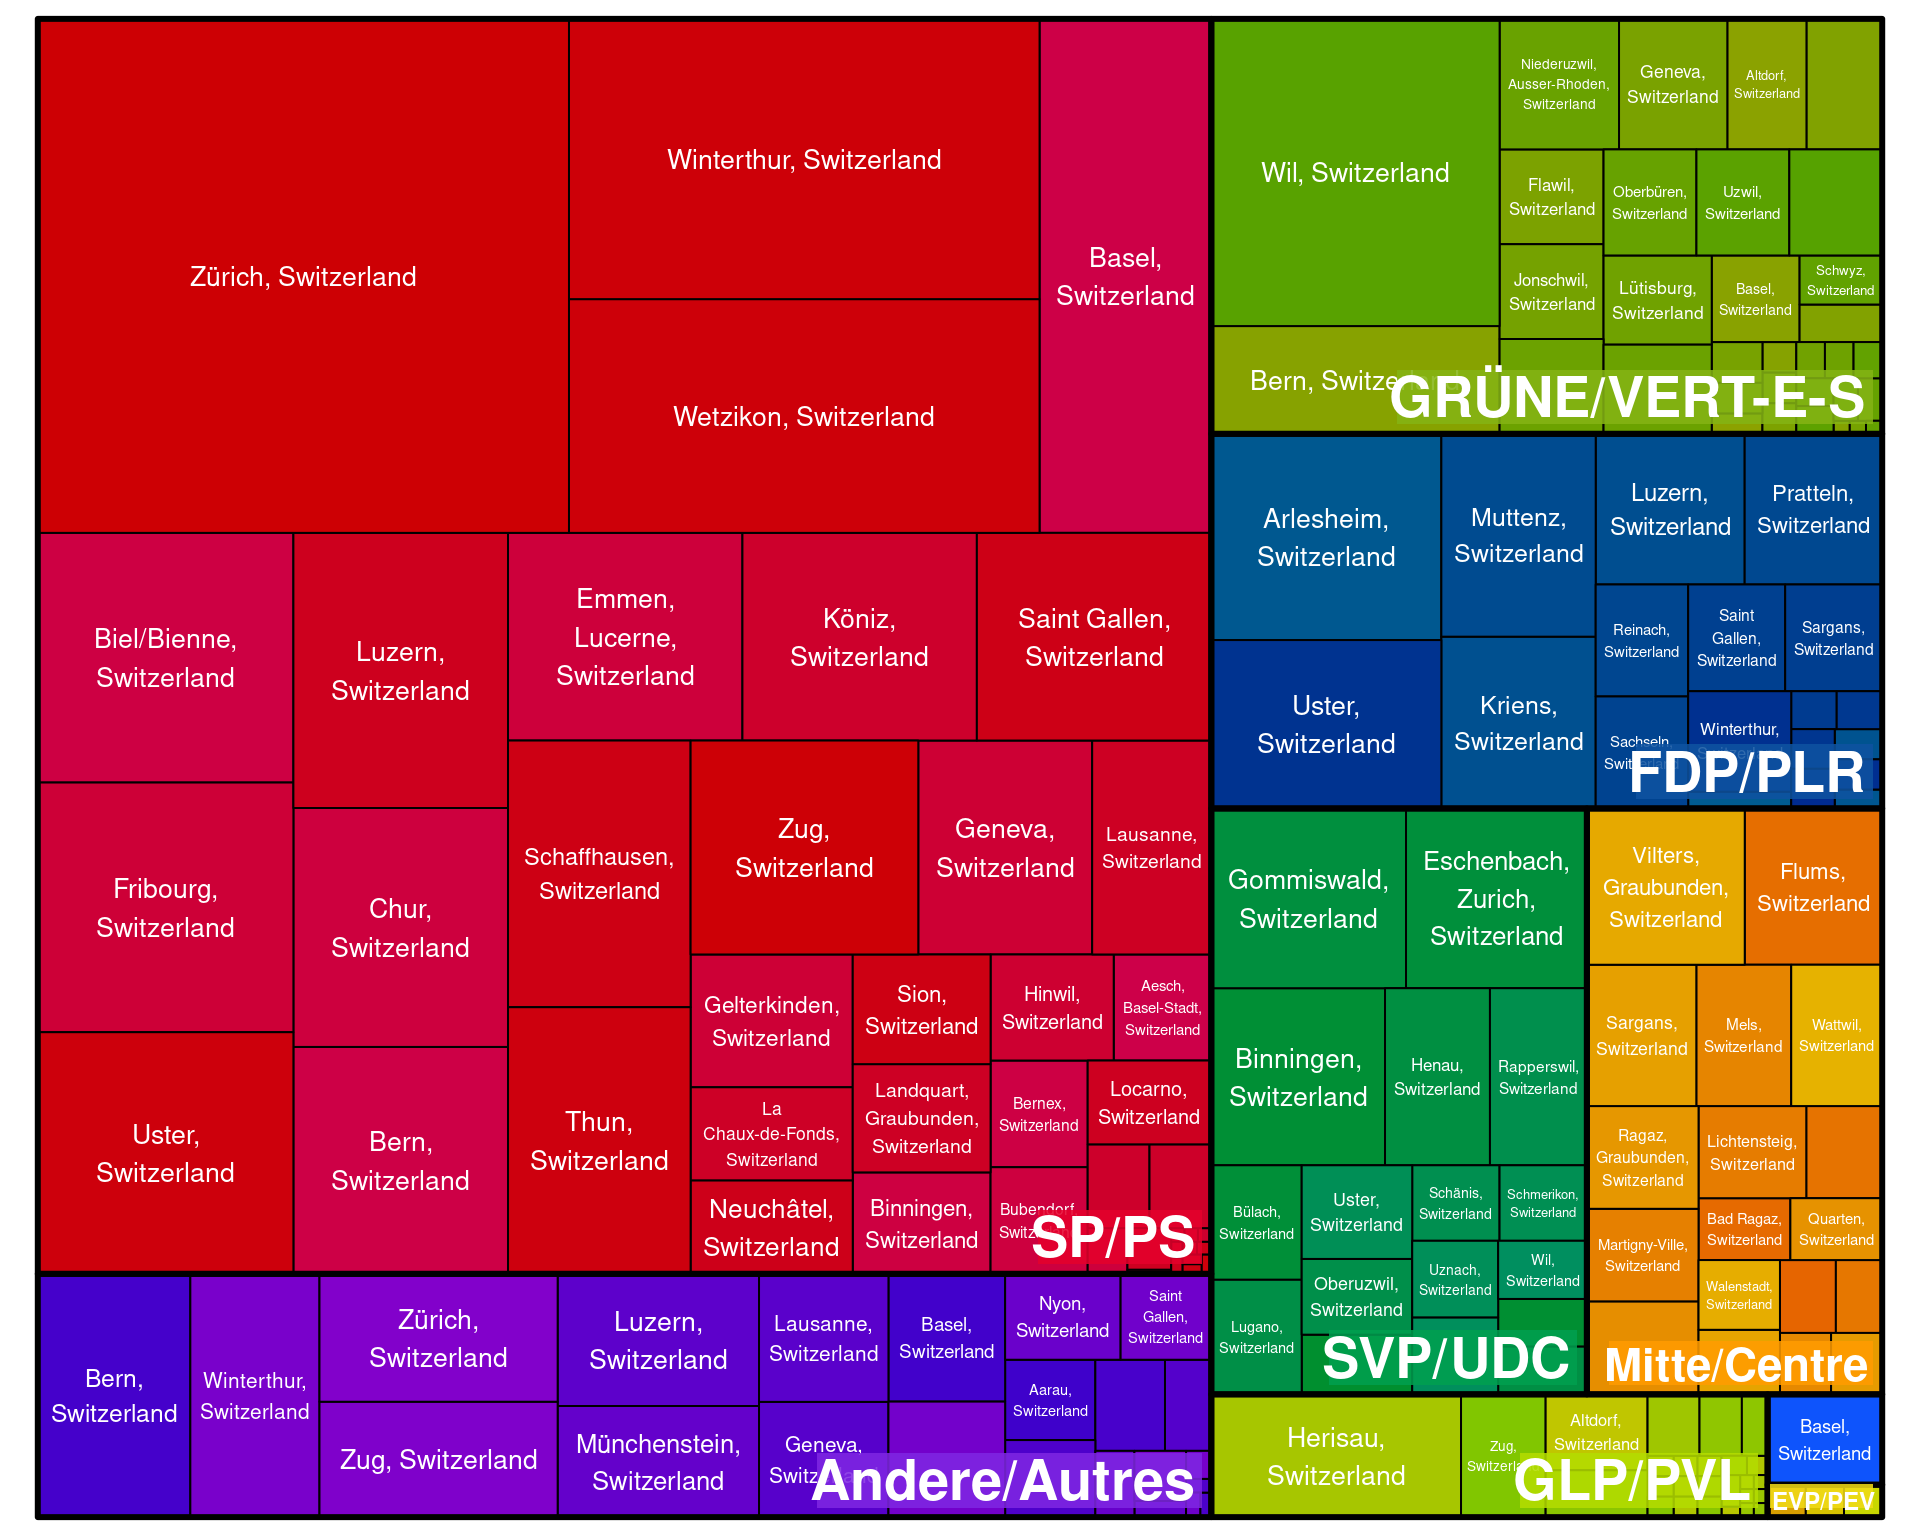 Zürich, Switzerland
Winterthur, Switzerland
Wetzikon, Switzerland
Basel,
Switzerland
Biel/Bienne,
Switzerland
Fribourg,
Switzerland
Uster,
Switzerland
Luzern,
Switzerland
Chur,
Switzerland
Bern,
Switzerland
Emmen,
Lucerne,
Switzerland
Köniz,
Switzerland
Saint Gallen,
Switzerland
Schaffhausen,
Switzerland
Thun,
Switzerland
Zug,
Switzerland
Geneva,
Switzerland
Lausanne,
Switzerland
Gelterkinden,
Switzerland
La
Chaux-de-Fonds,
Switzerland
Neuchâtel,
Switzerland
Sion,
Switzerland
Landquart,
Graubunden,
Switzerland
Binningen,
Switzerland
Hinwil,
Switzerland
Aesch,
Basel-Stadt,
Switzerland
Bernex,
Switzerland
Locarno,
Switzerland
Bubendorf,
Switzerland
SP/PS
Bern,
Switzerland
Winterthur,
Switzerland
Zürich,
Switzerland
Zug, Switzerland
Luzern,
Switzerland
Münchenstein,
Switzerland
Lausanne,
Switzerland
Geneva,
Switzerland
Basel,
Switzerland
Nyon,
Switzerland
Saint
Gallen,
Switzerland
Aarau,
Switzerland
Andere/Autres
Wil, Switzerland
Bern, Switzerland
Niederuzwil,
Ausser-Rhoden,
Switzerland
Geneva,
Switzerland
Altdorf,
Switzerland
Flawil,
Switzerland
Oberbüren,
Switzerland
Uzwil,
Switzerland
Jonschwil,
Switzerland
Lütisburg,
Switzerland
Basel,
Switzerland
Schwyz,
Switzerland
GRÜNE/VERT-E-S
Arlesheim,
Switzerland
Uster,
Switzerland
Muttenz,
Switzerland
Kriens,
Switzerland
Luzern,
Switzerland
Pratteln,
Switzerland
Reinach,
Switzerland
Saint
Gallen,
Switzerland
Sargans,
Switzerland
Sachseln,
Switzerland
Winterthur,
Switzerland
FDP/PLR
Gommiswald,
Switzerland
Eschenbach,
Zurich,
Switzerland
Binningen,
Switzerland
Henau,
Switzerland
Rapperswil,
Switzerland
Bülach,
Switzerland
Lugano,
Switzerland
Uster,
Switzerland
Oberuzwil,
Switzerland
Schänis,
Switzerland
Schmerikon,
Switzerland
Uznach,
Switzerland
Wil,
Switzerland
SVP/UDC
Vilters,
Graubunden,
Switzerland
Flums,
Switzerland
Sargans,
Switzerland
Mels,
Switzerland
Wattwil,
Switzerland
Ragaz,
Graubunden,
Switzerland
Lichtensteig,
Switzerland
Martigny-Ville,
Switzerland
Bad Ragaz,
Switzerland
Quarten,
Switzerland
Walenstadt,
Switzerland
Mitte/Centre
Herisau,
Switzerland
Zug,
Switzerland
Altdorf,
Switzerland
GLP/PVL
Basel,
Switzerland
EVP/PEV